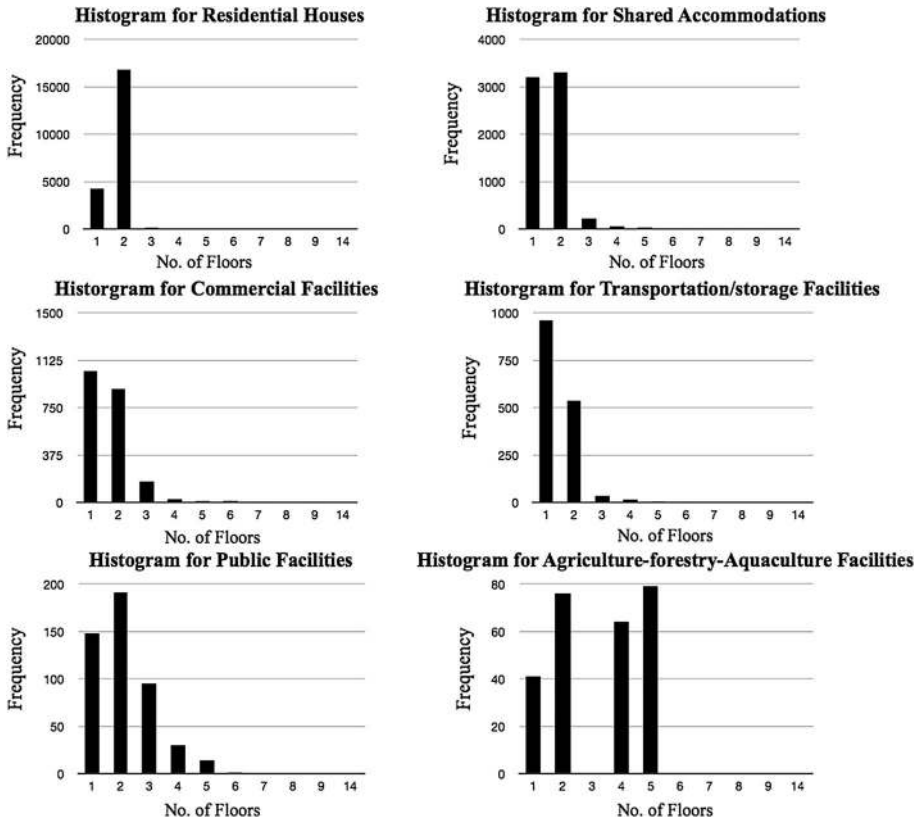 Histogram for Residential Houses
20000
15000
10000
5000
0
Frequency
1 2 3 4 5 6 7 8 9 14
No. of Floors
Histogram for Shared Accommodations
4000
3000
2000
1000
0
Frequency
1 2 3 4 5 6 7 8 9 14
No. of Floors
Historgram for Commercial Facilities
1500
1125
750
375
0
Frequency
1 2 3 4 5 6 7 8 9 14
No. of Floors
Historgram for Transportation/storage Facilities
1000
750
500
250
0
Frequency
1 2 3 4 5 6 7 8 9 14
No. of Floors
Histogram for Public Facilities
200
150
100
50
0
Frequency
1 2 3 4 5 6 7 8 9 14
No. of Floors
Histogram for Agriculture-forestry-Aquaculture Facilities
80
60
40
20
0
Frequency
1 2 3 4 5 6 7 8 9 14
No. of Floors